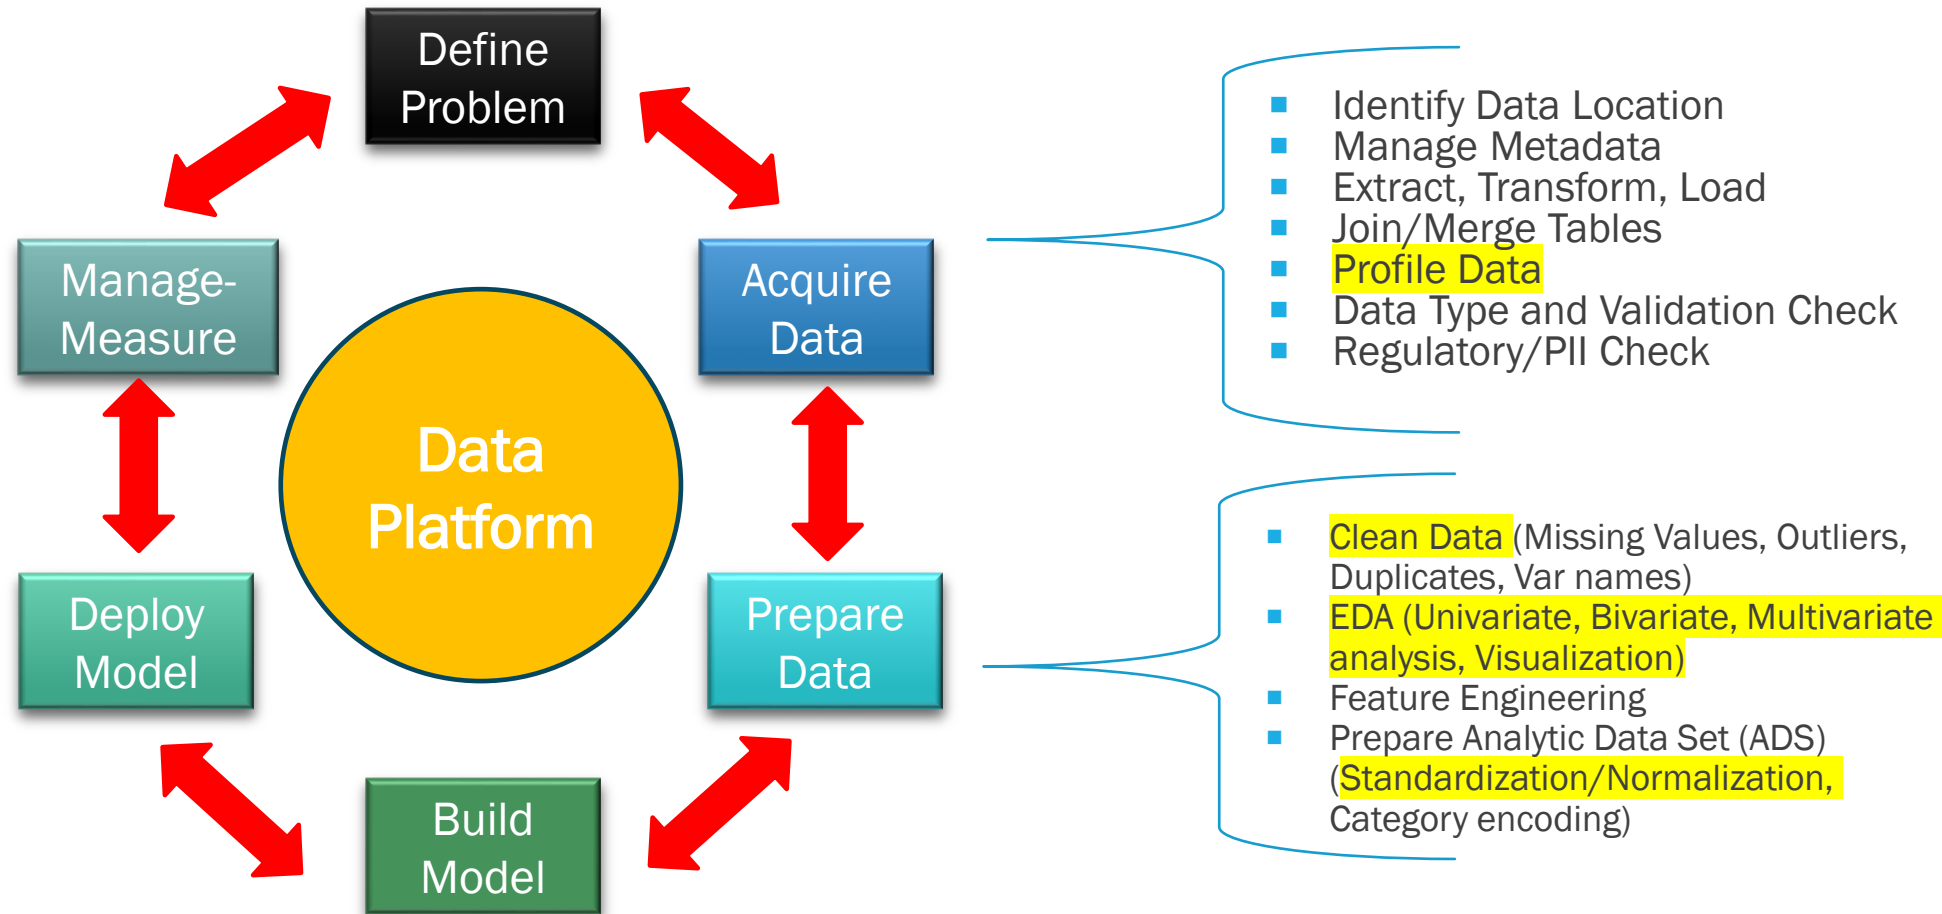 Define
Problem
Manage-
Measure
Acquire
Data
Data
Platform
Deploy
Model
Prepare
Data
Build
Model
Identify Data Location
Manage Metadata
Extract, Transform, Load
Join/Merge Tables
Profile Data
Data Type and Validation Check
Regulatory/PII Check
Clean Data (Missing Values, Outliers,
Duplicates, Var names)
EDA (Univariate, Bivariate, Multivariate
analysis, Visualization)
Feature Engineering
Prepare Analytic Data Set (ADS)
(Standardization/Normalization,
Category encoding)